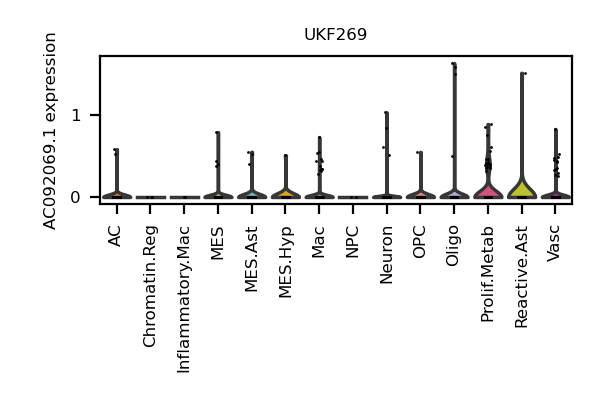 UKF269
AC092069.1 expression
1
0
AC
Chromatin.Reg
Inflammatory.Mac
MES
MES.Ast
MES.Hyp
Mac
NPC
Neuron
OPC
Oligo
Prolif.Metab
Reactive.Ast
Vasc